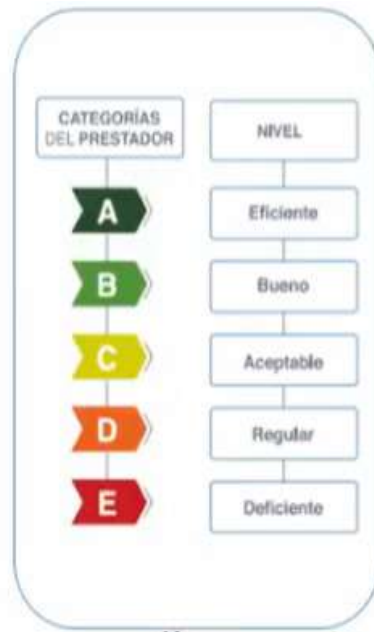 CATEGORÍAS
DEL PRESTADOR
NIVEL
A
Eficiente
B
Bueno
C
Aceptable
D
Regular
E
Deficiente